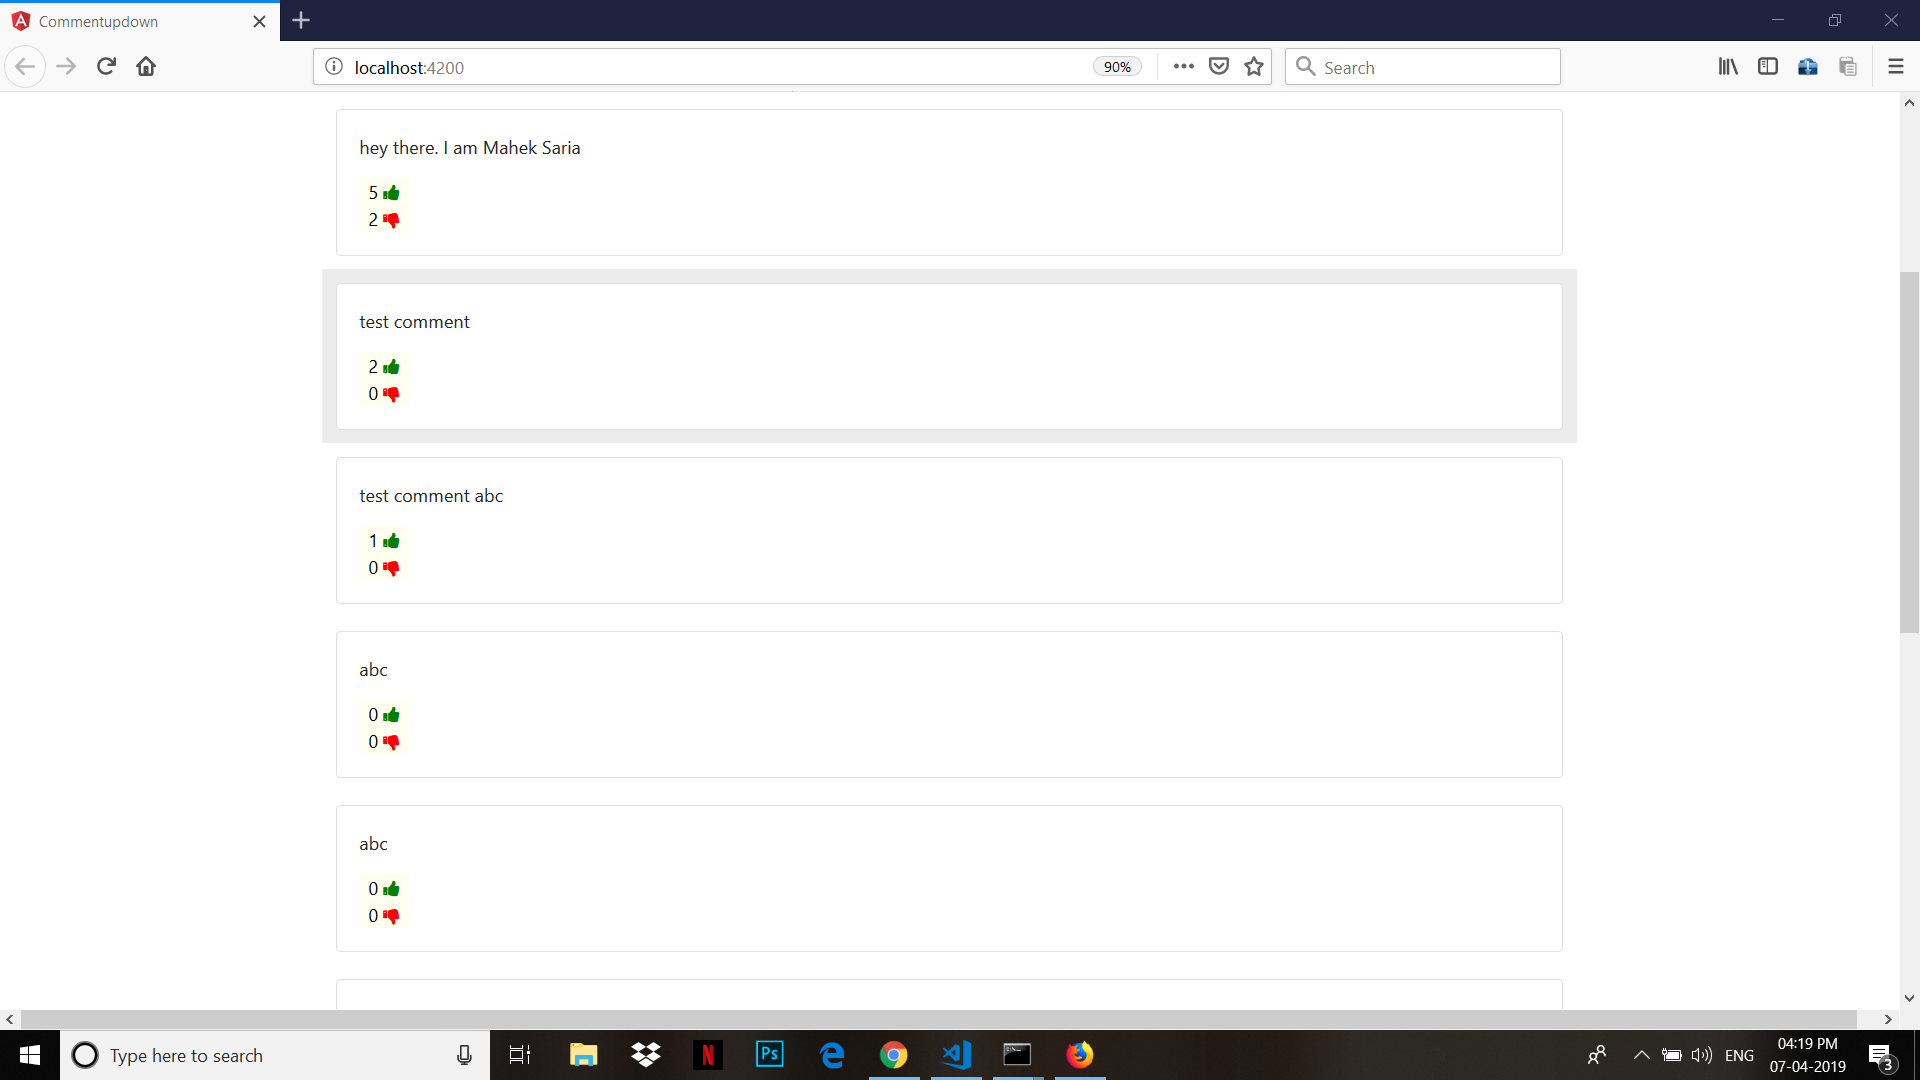 Commentupdown
localhost:4200
90%
Search
hey there. I am Mahek Saria
5
2
test comment
2
0
test comment abc
1
0
abc
0
0
abc
0
0
Type here to search
N
Ps
ENG
04:19 PM
07-04-2019
3